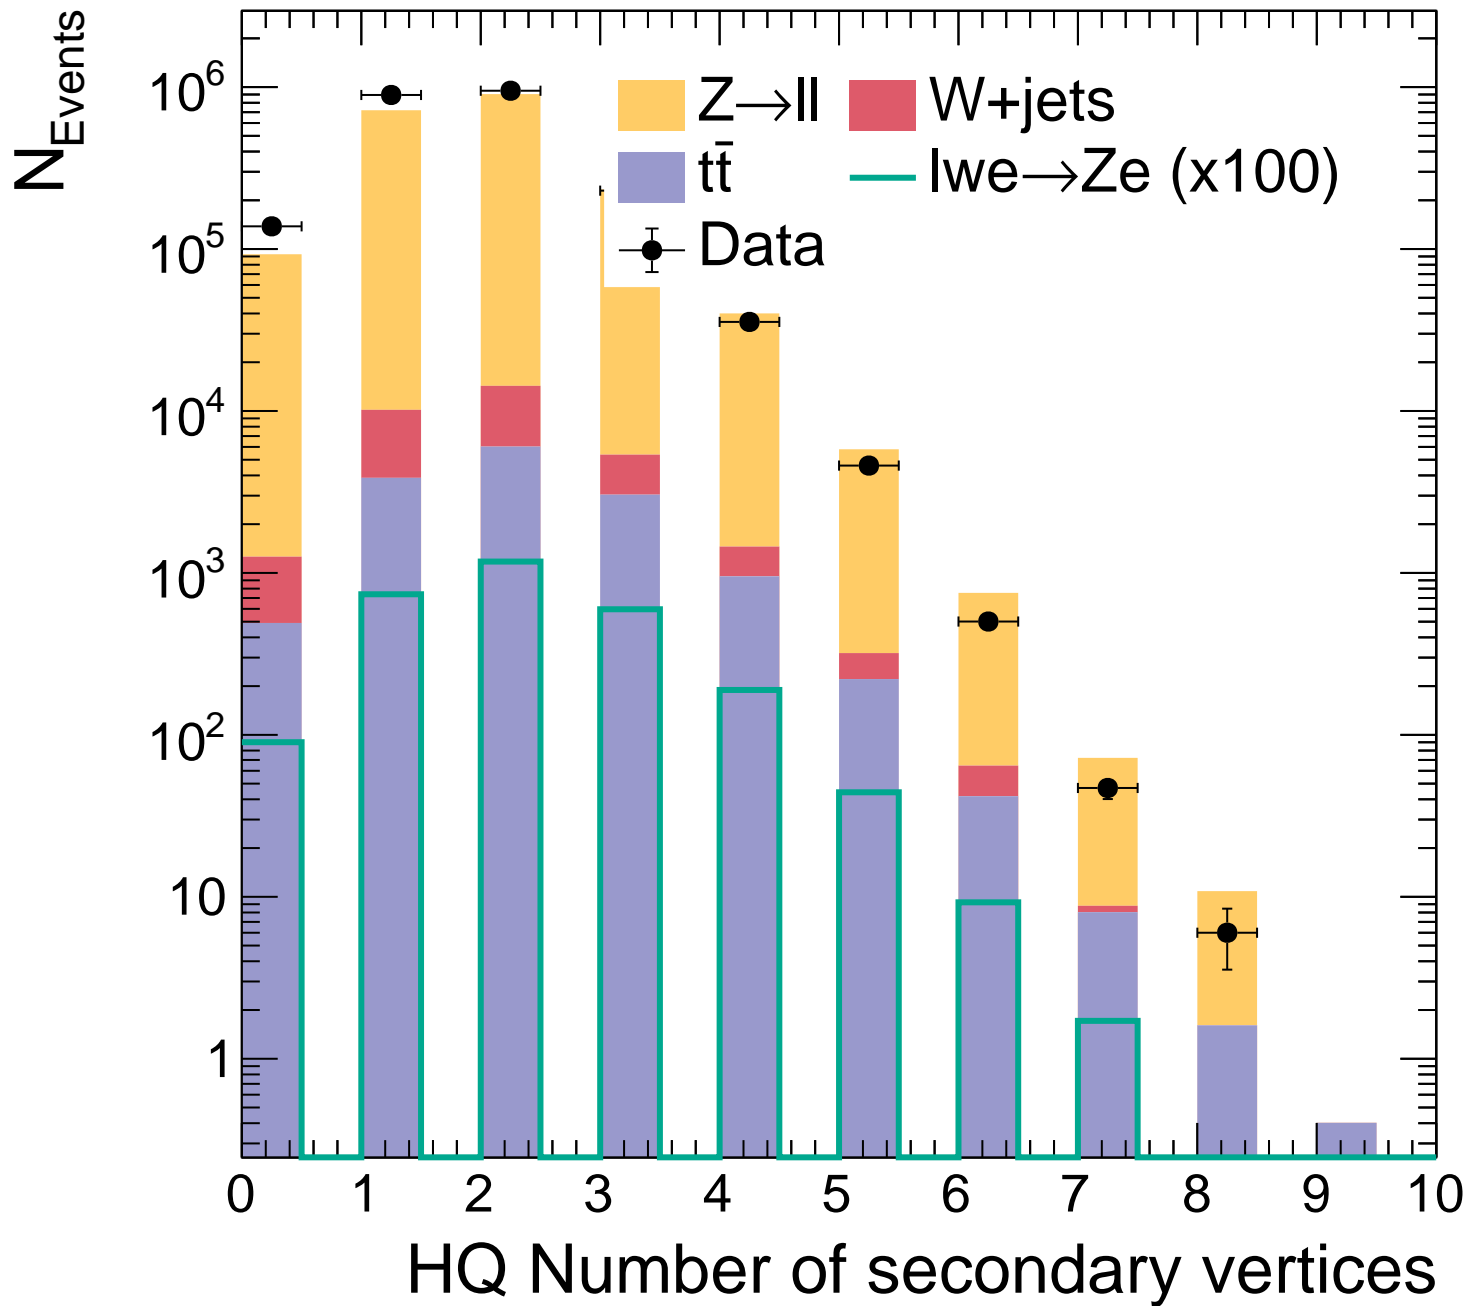 N_Events
10^6
10^5
10^4
10^3
10^2
10
1
Z→ll W+jets
tt̄ lwe→Ze (x100)
Data
0 1 2 3 4 5 6 7 8 9 10
HQ Number of secondary vertices